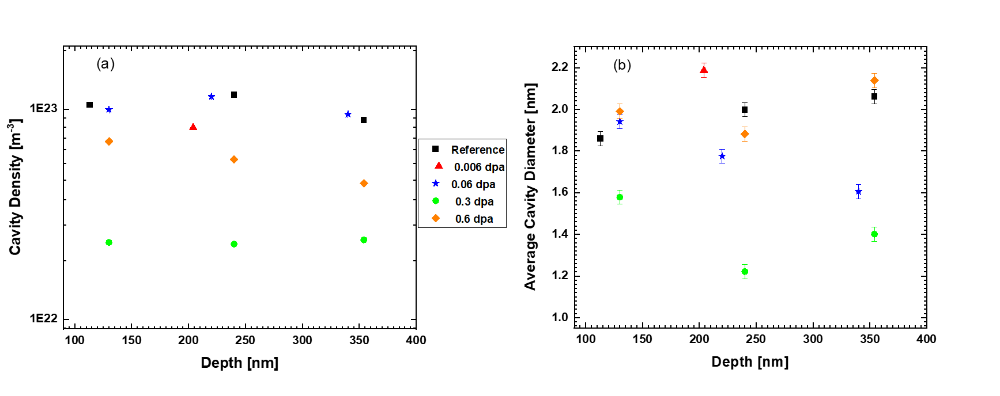 (a)
1E23
1E22
100 150 200 250 300 350 400
Depth [nm]
Cavity Density [m-3]
Reference
0.006 dpa
0.06 dpa
0.3 dpa
0.6 dpa
(b)
2.2
2.0
1.8
1.6
1.4
1.2
1.0
100 150 200 250 300 350 400
Depth [nm]
Average Cavity Diameter [nm]